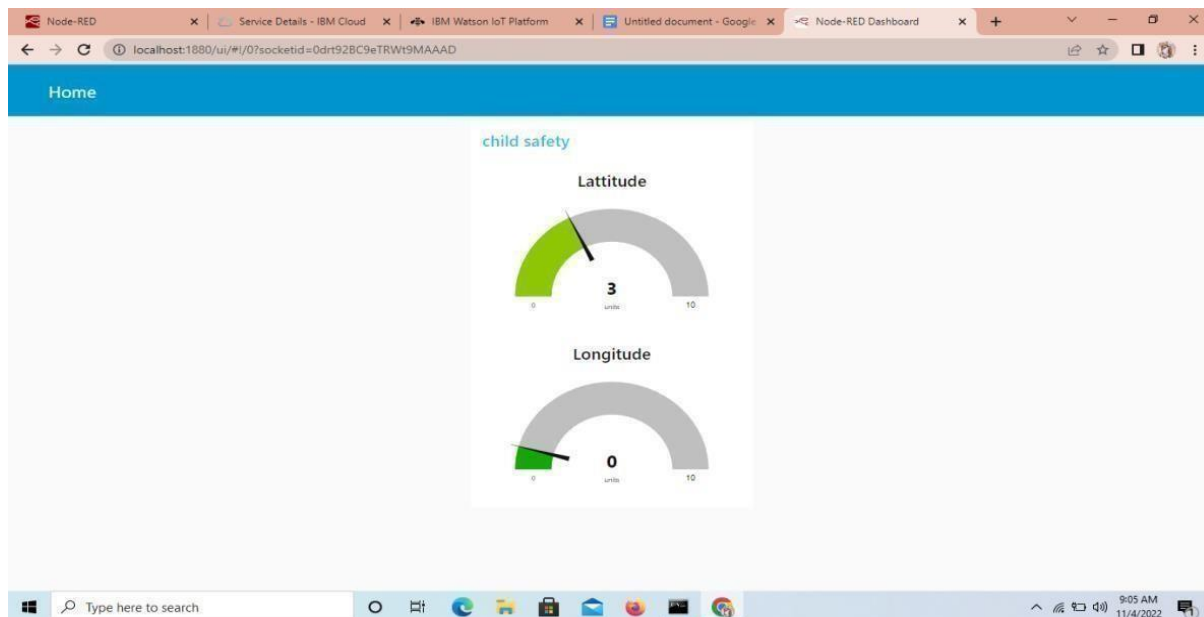 Node-RED
Service Details - IBM Cloud
IBM Watson IoT Platform
Untitled document - Google
Node-RED Dashboard
localhost:1880/ui/#!/0?socketid=0drt92BC9eTRWt9MAAAD
Home
child safety
Lattitude
3
units
0
10
Longitude
0
units
0
10
Type here to search
9:05 AM
11/4/2022